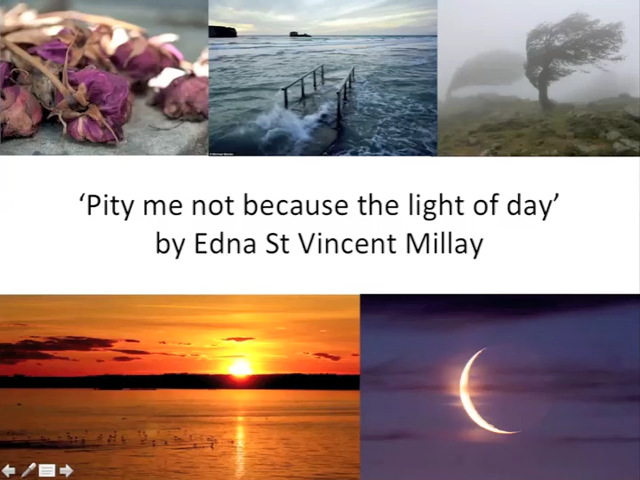 ‘Pity me not because the light of day’
by Edna St Vincent Millay